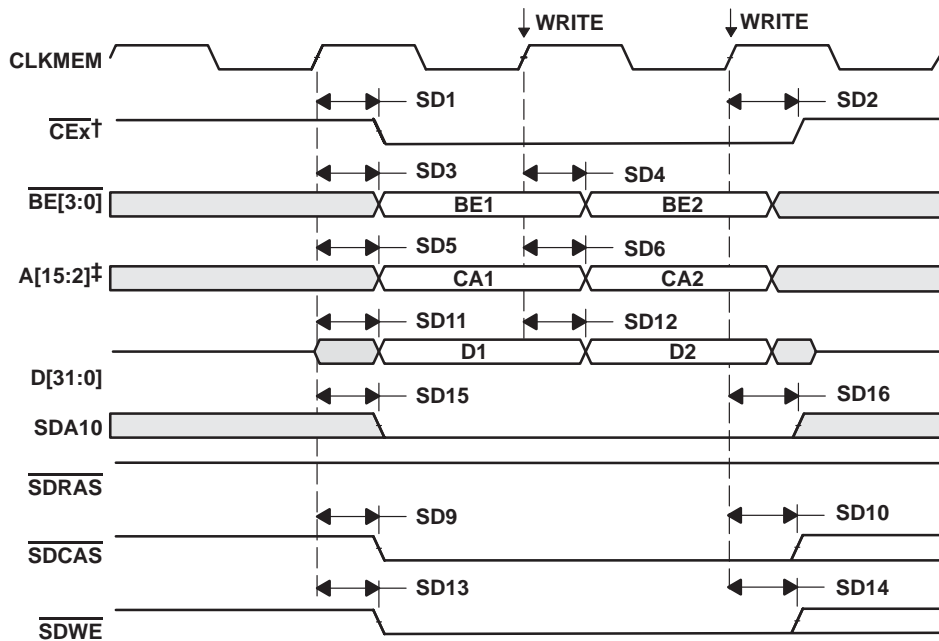 WRITE WRITE
CLKMEM
SD1 SD2
CEx†
SD3 SD4
BE[3:0] BE1 BE2
SD5 SD6
A[15:2]‡ CA1 CA2
SD11 SD12
D1 D2
D[31:0]
SD15 SD16
SDA10
SDRAS
SD9 SD10
SDCAS
SD13 SD14
SDWE